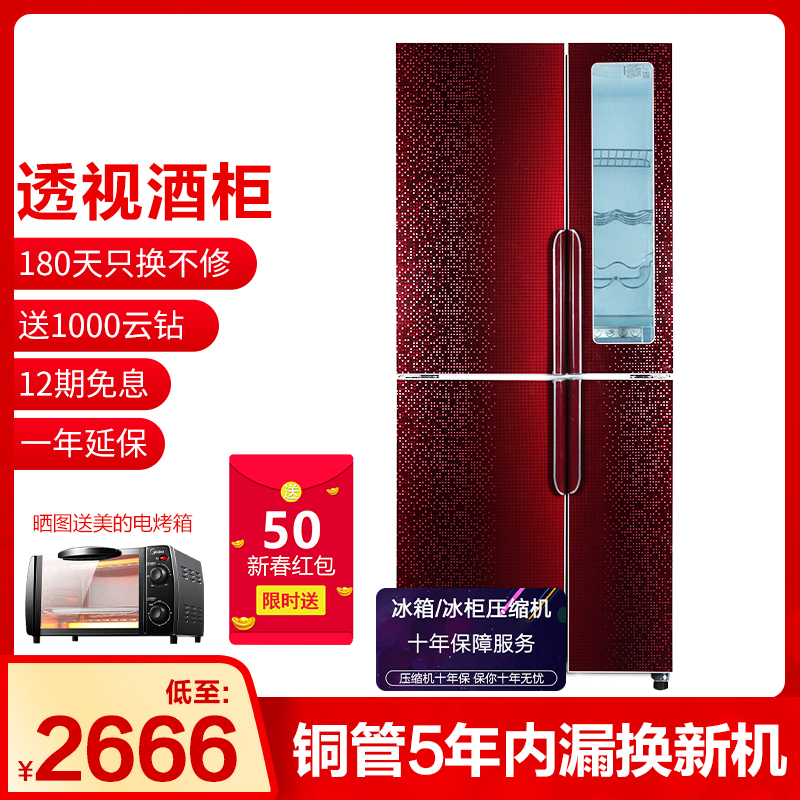 透视酒柜
180天只换不修
送1000云钻
12期免息
一年延保
晒图送美的电烤箱
Midea
送
50
新春红包
限时送
冰箱/冰柜压缩机
十年保障服务
压缩机十年保 保你十年无忧
低至:
¥2666
铜管5年内漏换新机